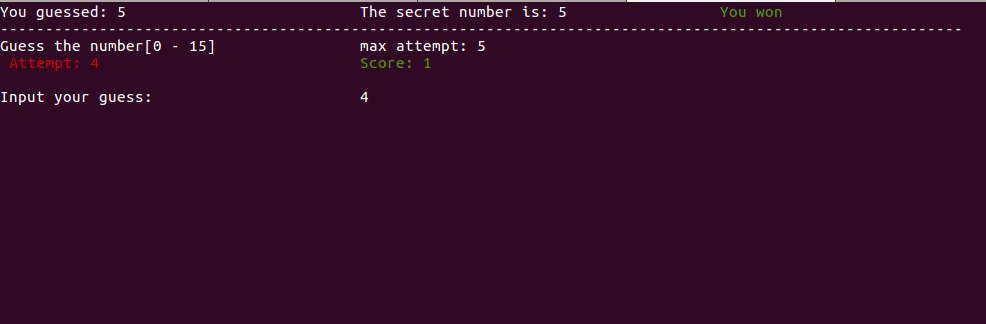 You guessed: 5 The secret number is: 5 You won
-----------------------------------------------------------------------------------------------------------
Guess the number[0 - 15] max attempt: 5
Attempt: 4 Score: 1
Input your guess: 4